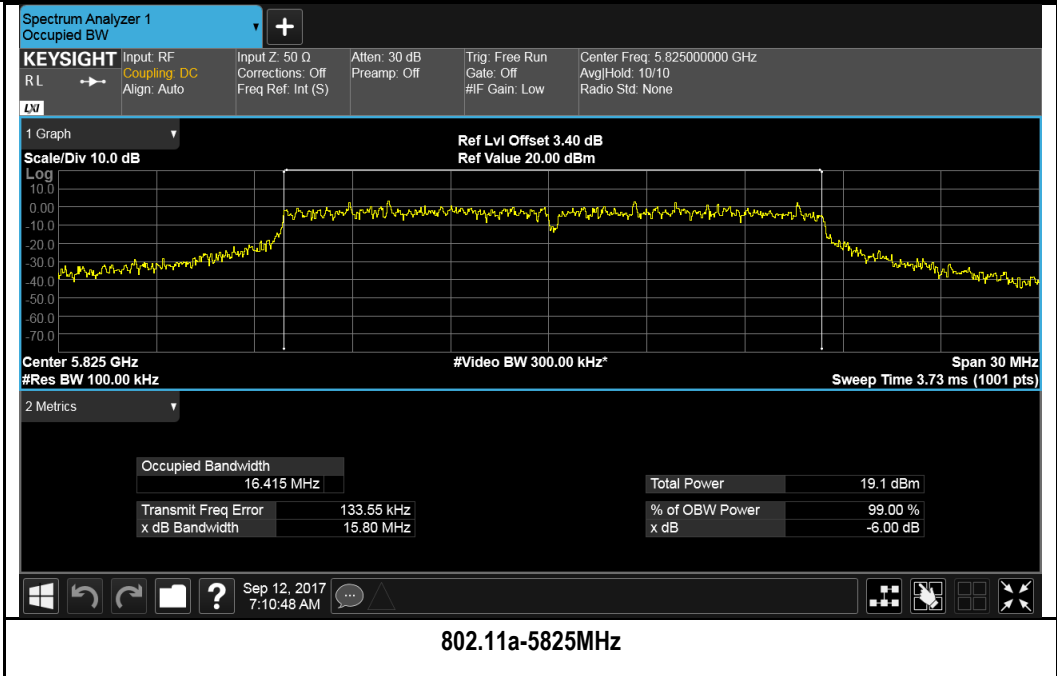 Spectrum Analyzer 1
Occupied BW
+
KEYSIGHT Input: RF Input Z: 50 Ω Atten: 30 dB Trig: Free Run Center Freq: 5.825000000 GHz
R L Coupling: DC Corrections: Off Preamp: Off Gate: Off Avg|Hold: 10/10
Align: Auto Freq Ref: Int (S) #IF Gain: Low Radio Std: None
LXI
1 Graph
Ref Lvl Offset 3.40 dB
Scale/Div 10.0 dB Ref Value 20.00 dBm
Log
10.0
0.00
-10.0
-20.0
-30.0
-40.0
-50.0
-60.0
-70.0
Center 5.825 GHz #Video BW 300.00 kHz* Span 30 MHz
#Res BW 100.00 kHz Sweep Time 3.73 ms (1001 pts)
2 Metrics
Occupied Bandwidth
16.415 MHz Total Power 19.1 dBm
Transmit Freq Error 133.55 kHz % of OBW Power 99.00 %
x dB Bandwidth 15.80 MHz x dB -6.00 dB
? Sep 12, 2017
7:10:48 AM
802.11a-5825MHz